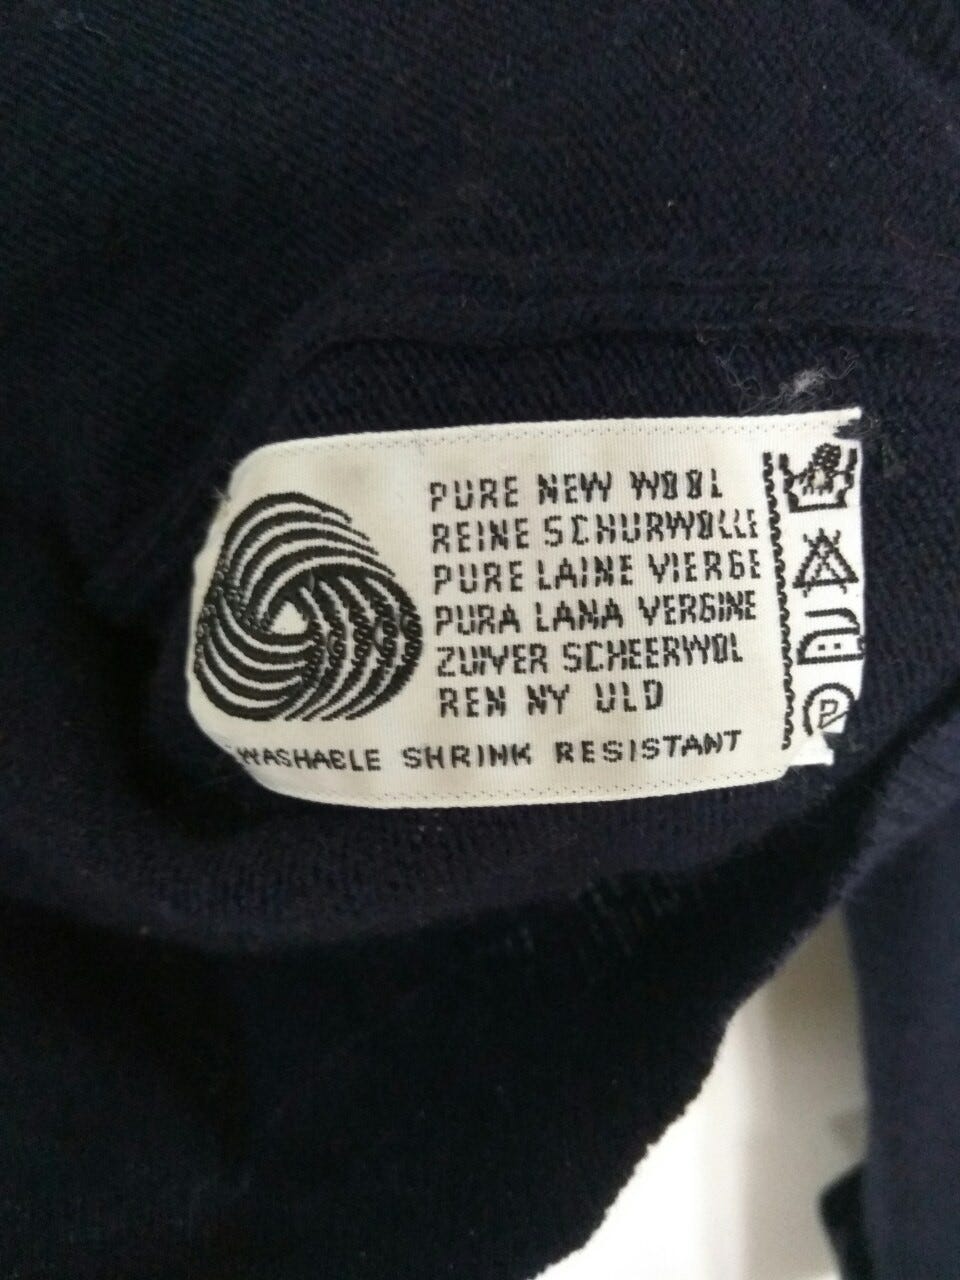 PURE NEW WOOL
REINE SCHURWOLLE
PURE LAINE VIERGE
PURA LANA VERGINE
ZUIVER SCHEERWOL
REN NY ULD
WASHABLE SHRINK RESISTANT
P